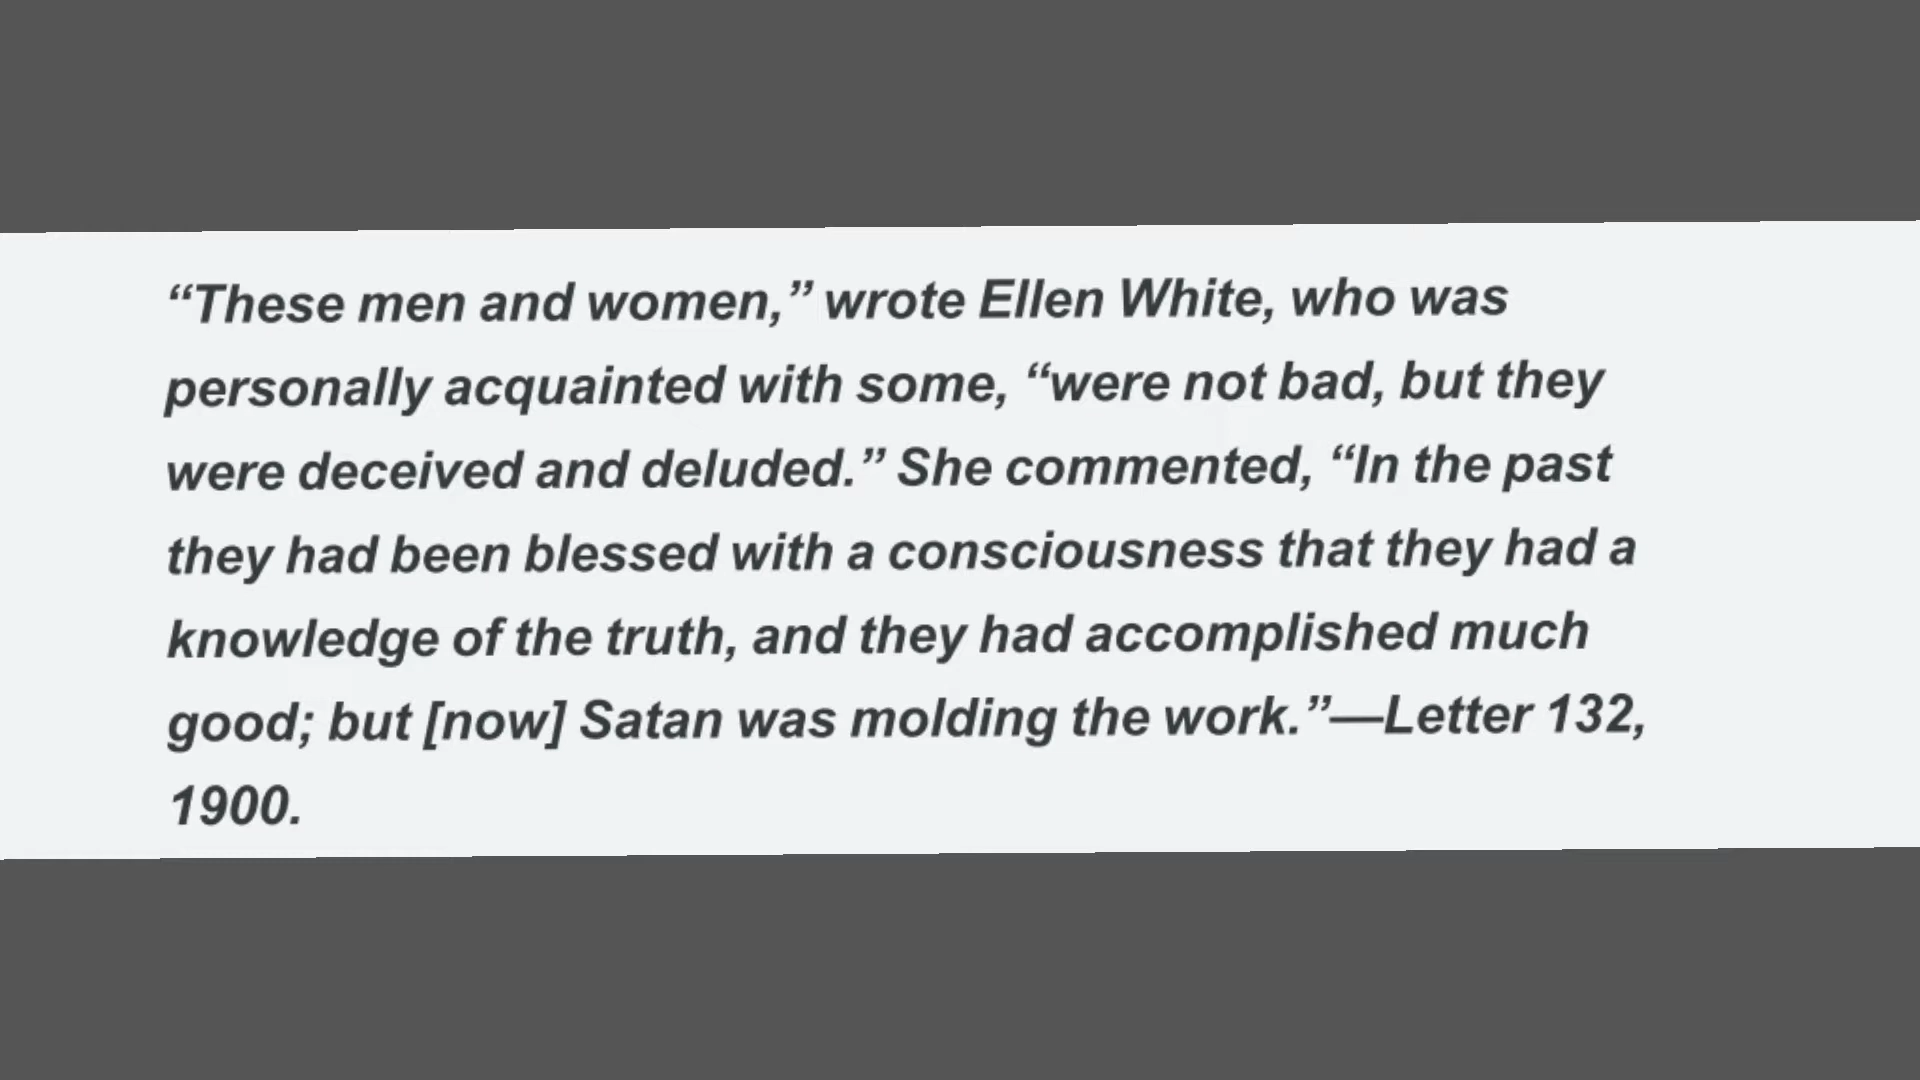 “These men and women,” wrote Ellen White, who was
personally acquainted with some, “were not bad, but they
were deceived and deluded.” She commented, “In the past
they had been blessed with a consciousness that they had a
knowledge of the truth, and they had accomplished much
good; but [now] Satan was molding the work.”—Letter 132,
1900.